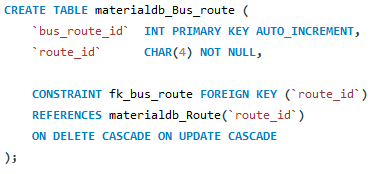 CREATE TABLE materialdb_Bus_route (
`bus_route_id` INT PRIMARY KEY AUTO_INCREMENT,
`route_id` CHAR(4) NOT NULL,
CONSTRAINT fk_bus_route FOREIGN KEY (`route_id`)
REFERENCES materialdb_Route(`route_id`)
ON DELETE CASCADE ON UPDATE CASCADE
);